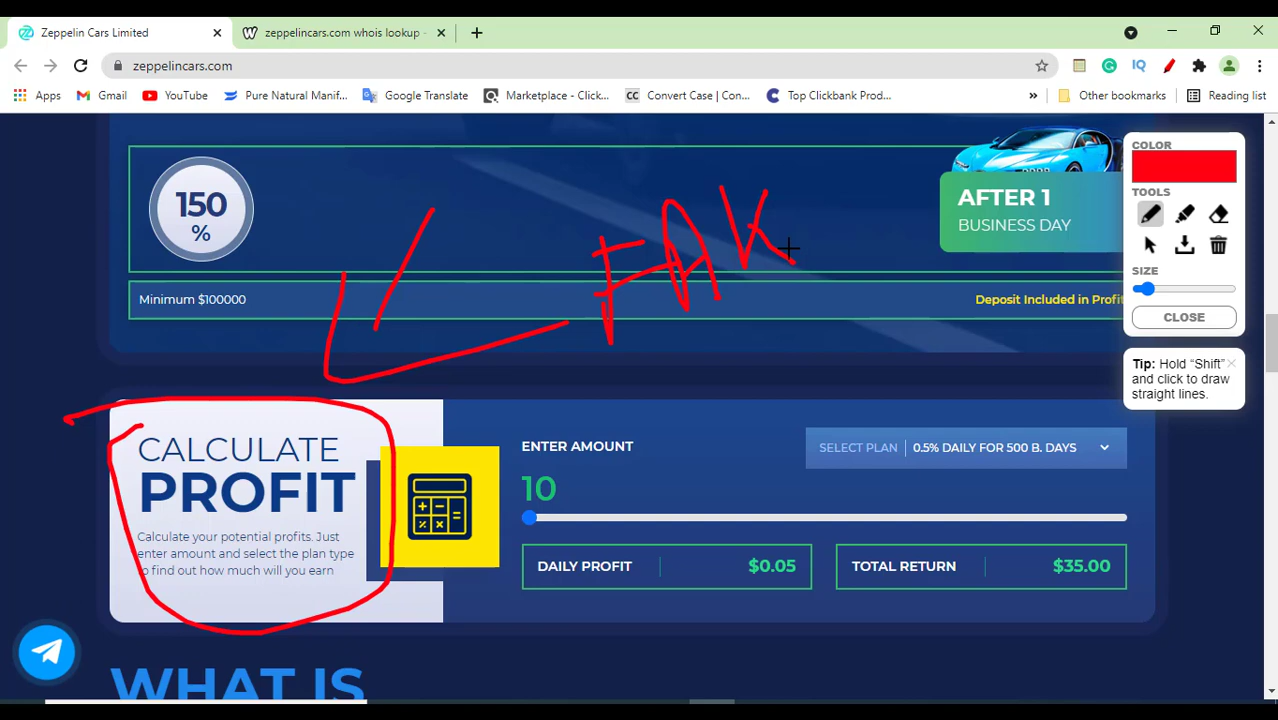 Zeppelin Cars Limited
zeppelincars.com whois lookup -
zeppelincars.com
Apps
Gmail
YouTube
Pure Natural Manif...
Google Translate
Marketplace - Click...
CC Convert Case | Con...
Top Clickbank Prod...
»
Other bookmarks
Reading list
150
%
AFTER 1
BUSINESS DAY
Minimum $100000
Deposit Included in Profit
CALCULATE
PROFIT
Calculate your potential profits. Just
enter amount and select the plan type
to find out how much will you earn
ENTER AMOUNT
10
SELECT PLAN
0.5% DAILY FOR 500 B. DAYS
DAILY PROFIT
$0.05
TOTAL RETURN
$35.00
WHAT IS
COLOR
TOOLS
SIZE
CLOSE
Tip: Hold “Shift”
and click to draw
straight lines.